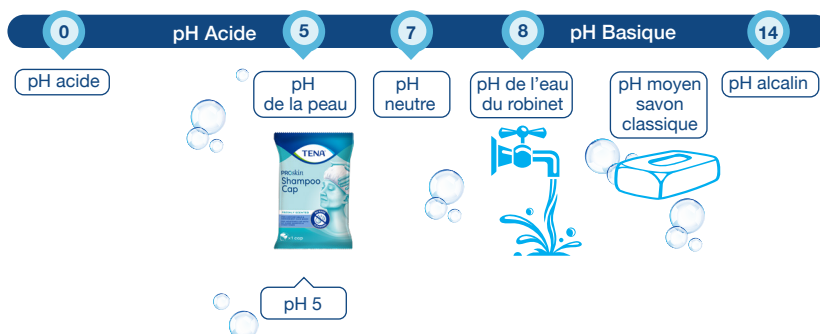 0
pH Acide
5
7
8
pH Basique
14
pH acide
pH
de la peau
pH
neutre
pH de l'eau
du robinet
pH moyen
savon
classique
pH alcalin
TENA
PROskin
Shampoo
Cap
pH 5